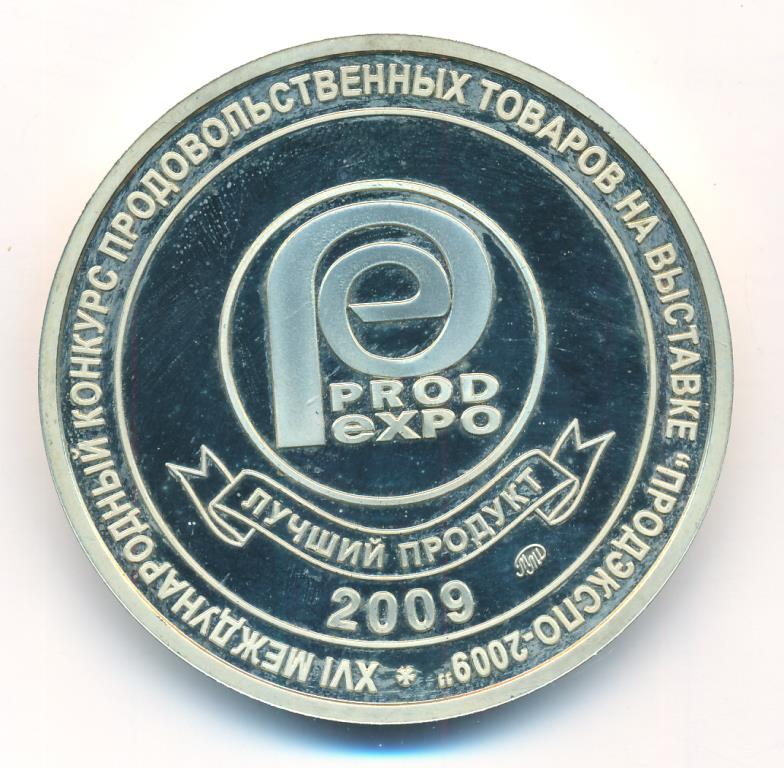 XVI МЕЖДУНАРОДНЫЙ КОНКУРС ПРОДОВОЛЬСТВЕННЫХ ТОВАРОВ НА ВЫСТАВКЕ "ПРОДЭКСПО-2009" *
PROD
eXPO
ЛУЧШИЙ ПРОДУКТ
2009